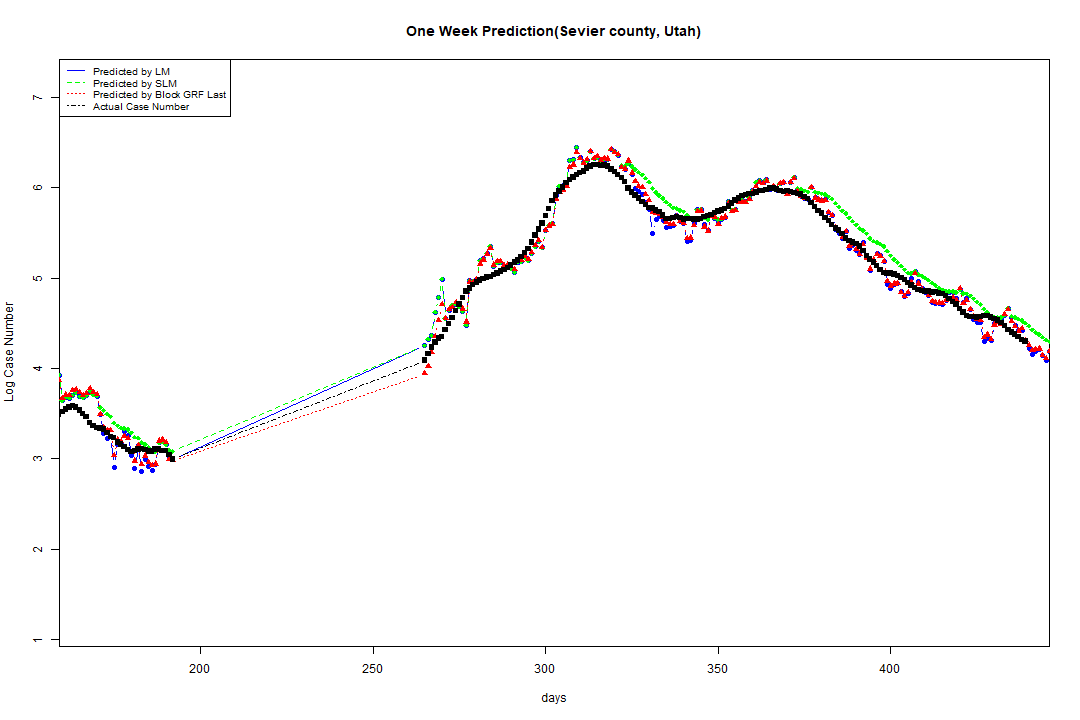 One Week Prediction(Sevier county, Utah)
Predicted by LM
Predicted by SLM
Predicted by Block GRF Last
Actual Case Number
7
6
5
4
3
2
1
Log Case Number
200
250
300
350
400
days